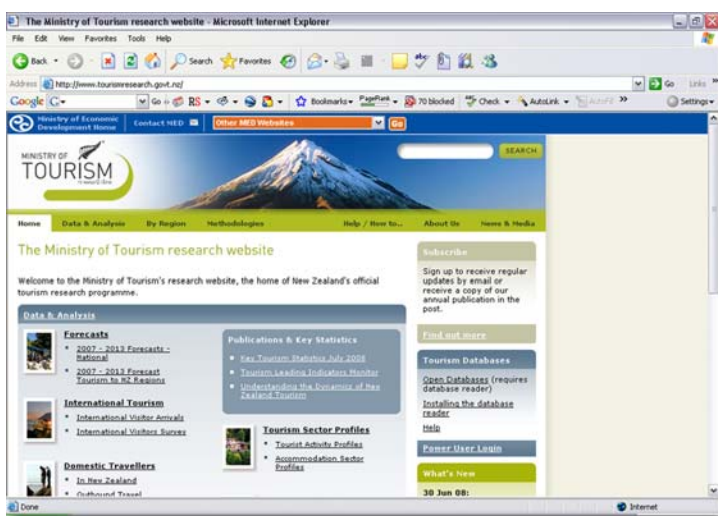 The Ministry of Tourism research website - Microsoft Internet Explorer
File Edit View Favorites Tools Help
Back Search Favorites
Address http://www.tourismresearch.govt.nz/ Go Links »
Google G Go RS Bookmarks PageRank 70 blocked Check AutoLink AutoFill » Settings
Ministry of Economic
Development Home
Contact MED
Other MED Websites
Go
MINISTRY OF
TOURISM
SEARCH
Home Data & Analysis By Region Methodologies Help / How to... About Us News & Media
The Ministry of Tourism research website
Welcome to the Ministry of Tourism's research website, the home of New Zealand's official
tourism research programme.
Data & Analysis
Forecasts
2007 - 2013 Forecasts -
National
2007 - 2013 Forecast
Tourism to NZ Regions
International Tourism
International Visitor Arrivals
International Visitors Survey
Domestic Travellers
In New Zealand
Outbound Travel
Publications & Key Statistics
Key Tourism Statistics July 2008
Tourism Leading Indicators Monitor
Understanding the Dynamics of New
Zealand Tourism
Tourism Sector Profiles
Tourist Activity Profiles
Accommodation Sector
Profiles
Subscribe
Sign up to receive regular
updates by email or
receive a copy of our
annual publication in the
post.
Find out more
Tourism Databases
Open Databases (requires
database reader)
Installing the database
reader
Help
Power User Login
What's New
30 Jun 08:
Done
Internet